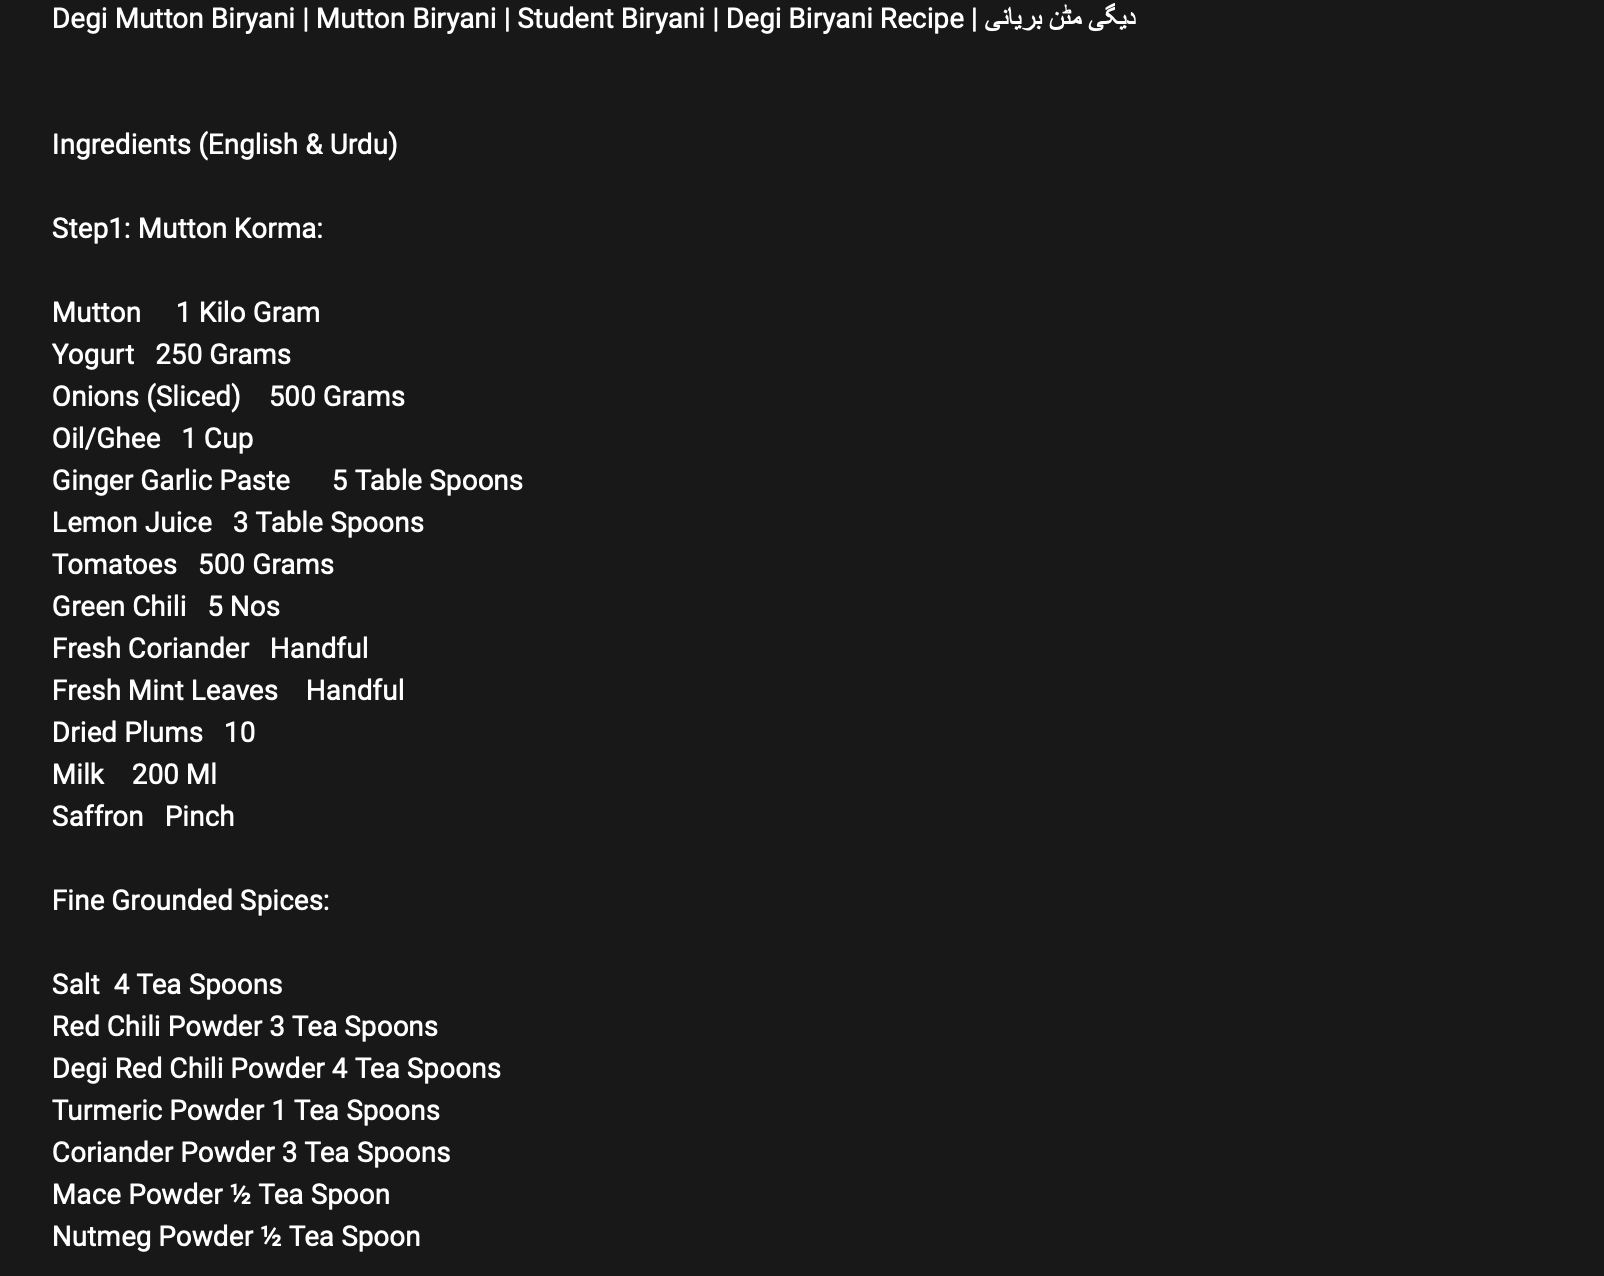 Degi Mutton Biryani | Mutton Biryani | Student Biryani | Degi Biryani Recipe | دیگی مٹن بریانی
Ingredients (English & Urdu)
Step1: Mutton Korma:
Mutton 1 Kilo Gram
Yogurt 250 Grams
Onions (Sliced) 500 Grams
Oil/Ghee 1 Cup
Ginger Garlic Paste 5 Table Spoons
Lemon Juice 3 Table Spoons
Tomatoes 500 Grams
Green Chili 5 Nos
Fresh Coriander Handful
Fresh Mint Leaves Handful
Dried Plums 10
Milk 200 Ml
Saffron Pinch
Fine Grounded Spices:
Salt 4 Tea Spoons
Red Chili Powder 3 Tea Spoons
Degi Red Chili Powder 4 Tea Spoons
Turmeric Powder 1 Tea Spoons
Coriander Powder 3 Tea Spoons
Mace Powder ½ Tea Spoon
Nutmeg Powder ½ Tea Spoon